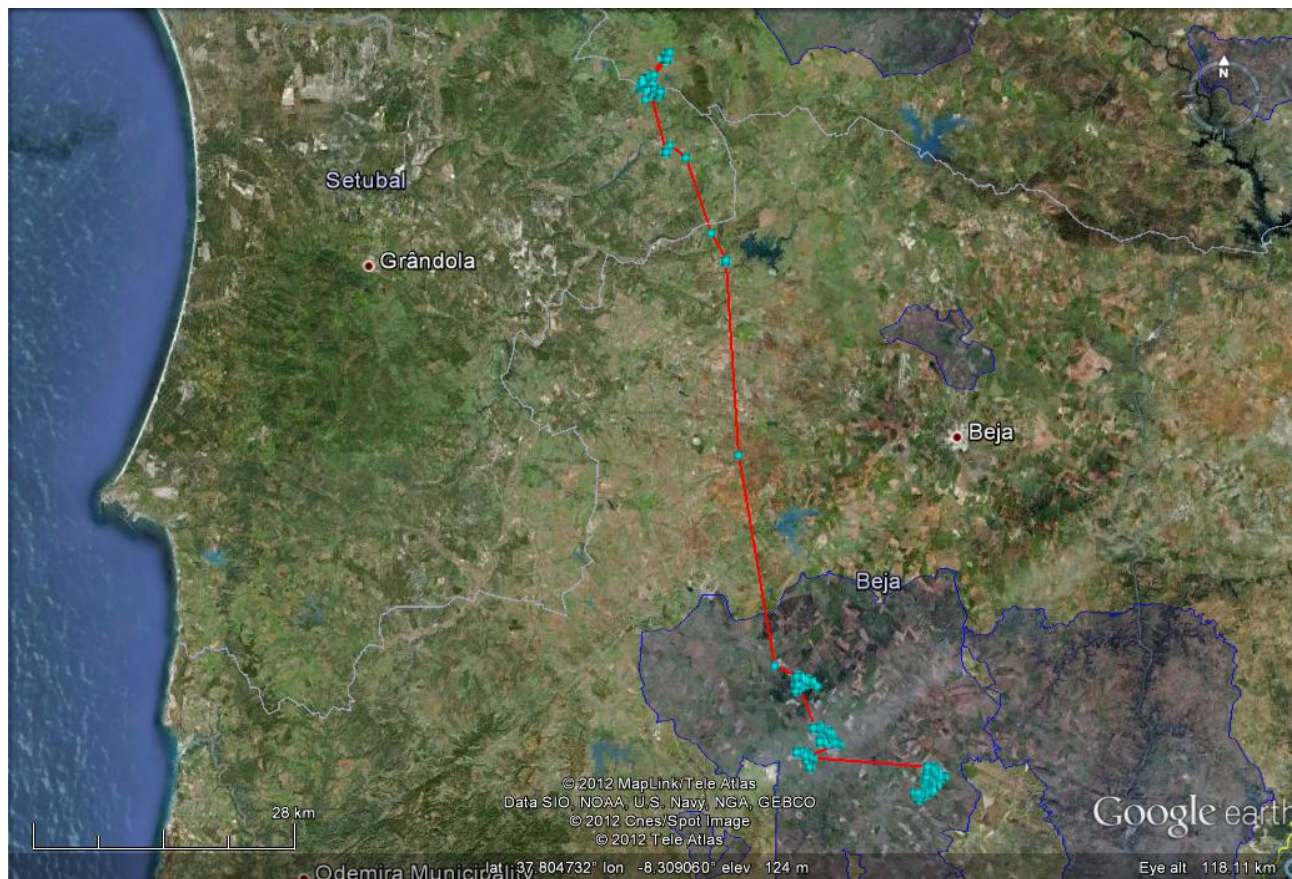 N
Setubal
Grândola
Beja
Beja
© 2012 MapLink/Tele Atlas
Data SIO, NOAA, U.S. Navy, NGA, GEBCO
© 2012 Cnes/Spot Image
© 2012 Tele Atlas
28 km
Google earth
Odemira Municipality
lat 37.804732° lon -8.309060° elev 124 m
Eye alt 118.11 km